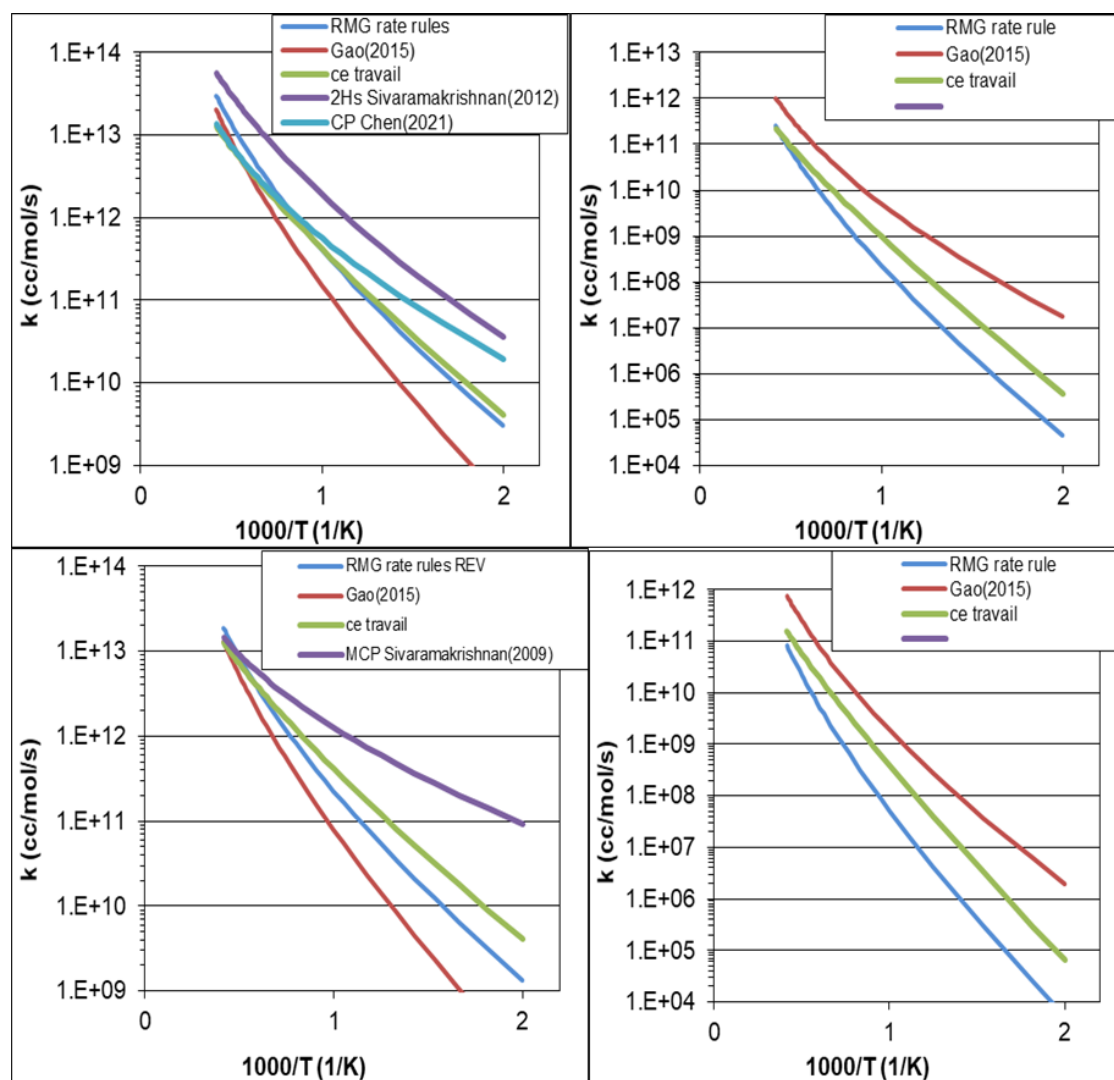 RMG rate rules
Gao(2015)
ce travail
2Hs Sivaramakrishnan(2012)
CP Chen(2021)
1.E+14
1.E+13
1.E+12
1.E+11
1.E+10
1.E+09
k (cc/mol/s)
0
1
2
1000/T (1/K)
RMG rate rule
Gao(2015)
ce travail
1.E+13
1.E+12
1.E+11
1.E+10
1.E+09
1.E+08
1.E+07
1.E+06
1.E+05
1.E+04
k (cc/mol/s)
0
1
2
1000/T (1/K)
RMG rate rules REV
Gao(2015)
ce travail
MCP Sivaramakrishnan(2009)
1.E+14
1.E+13
1.E+12
1.E+11
1.E+10
1.E+09
k (cc/mol/s)
0
1
2
1000/T (1/K)
RMG rate rule
Gao(2015)
ce travail
1.E+12
1.E+11
1.E+10
1.E+09
1.E+08
1.E+07
1.E+06
1.E+05
1.E+04
k (cc/mol/s)
0
1
2
1000/T (1/K)